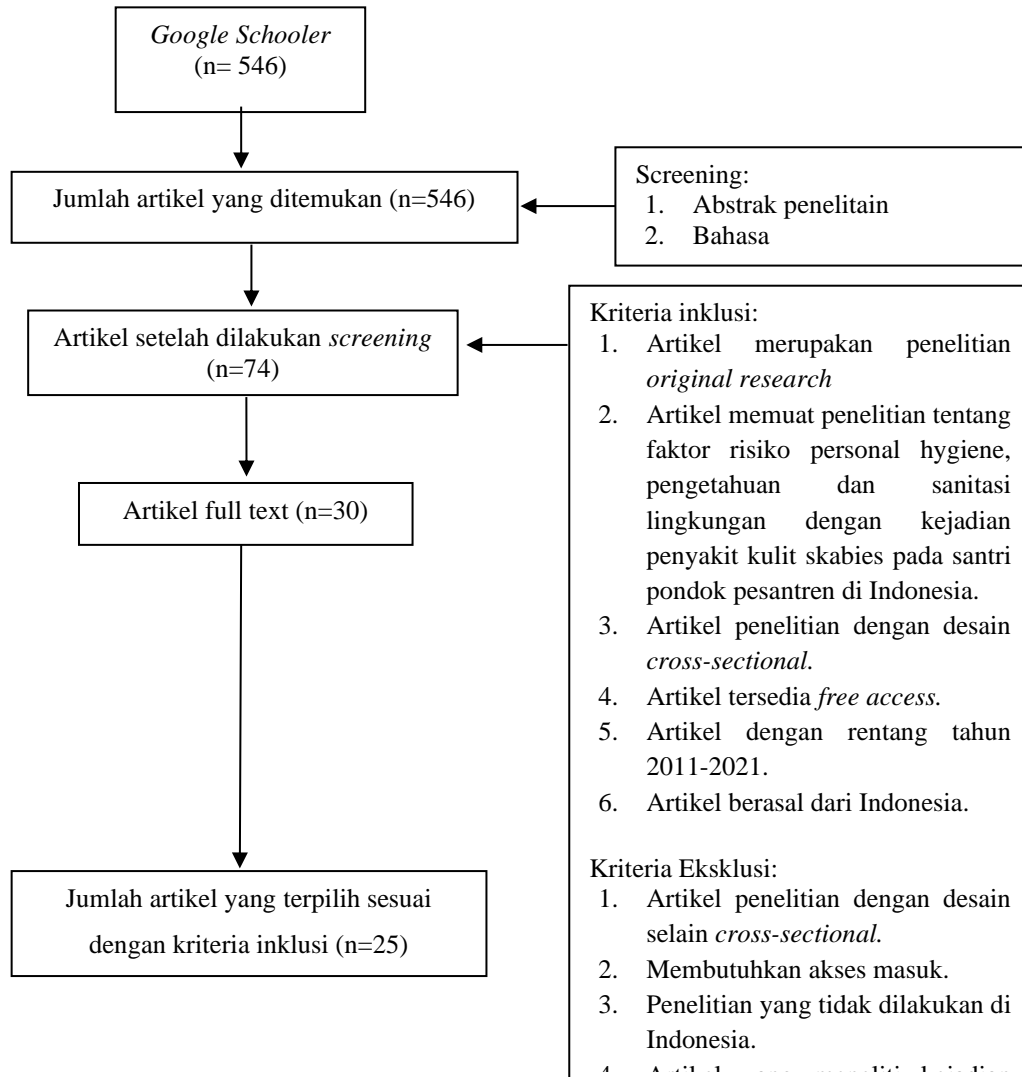 Google Schooler
(n= 546)
Jumlah artikel yang ditemukan (n=546)
Screening:
1. Abstrak penelitain
2. Bahasa
Artikel setelah dilakukan screening
(n=74)
Kriteria inklusi:
1. Artikel merupakan penelitian
original research
2. Artikel memuat penelitian tentang
faktor risiko personal hygiene,
pengetahuan dan sanitasi
lingkungan dengan kejadian
penyakit kulit skabies pada santri
pondok pesantren di Indonesia.
3. Artikel penelitian dengan desain
cross-sectional.
4. Artikel tersedia free access.
5. Artikel dengan rentang tahun
2011-2021.
6. Artikel berasal dari Indonesia.
Kriteria Eksklusi:
1. Artikel penelitian dengan desain
selain cross-sectional.
2. Membutuhkan akses masuk.
3. Penelitian yang tidak dilakukan di
Indonesia.
Artikel full text (n=30)
Jumlah artikel yang terpilih sesuai
dengan kriteria inklusi (n=25)